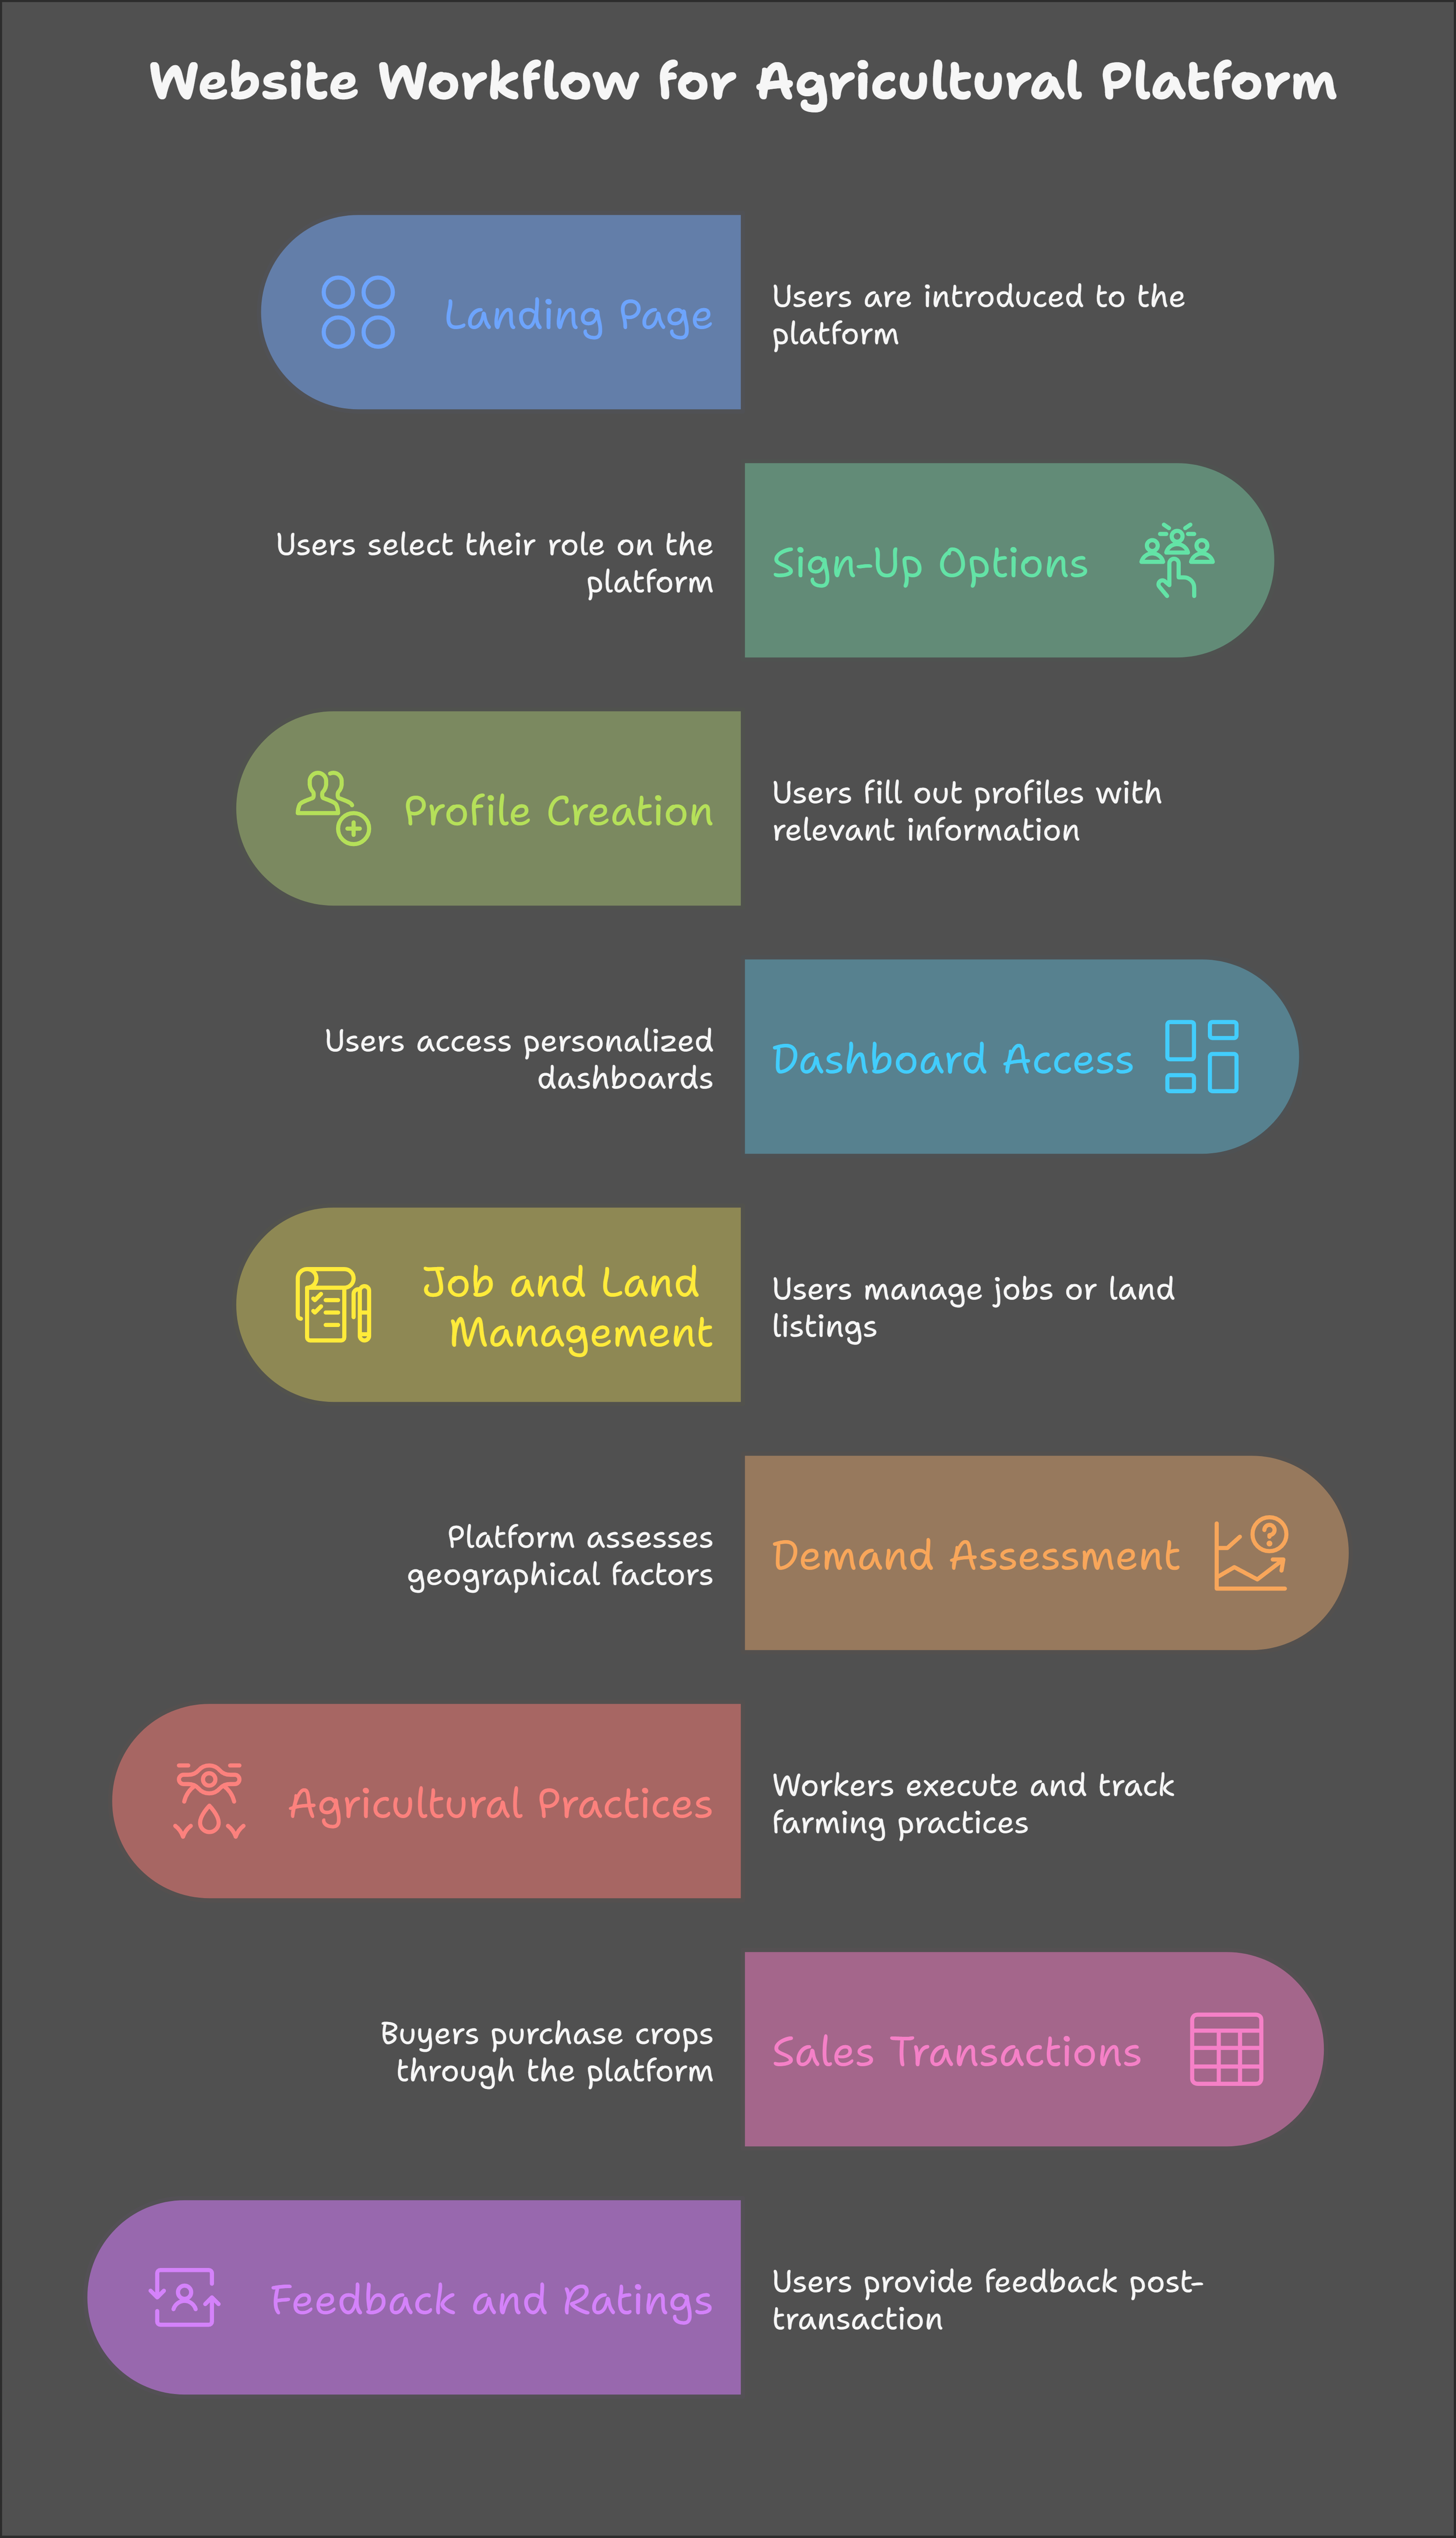 Website Workflow for Agricultural Platform
Landing Page
Users are introduced to the
platform
Users select their role on the
platform
Sign-Up Options
Profile Creation
Users fill out profiles with
relevant information
Users access personalized
dashboards
Dashboard Access
Job and Land
Management
Users manage jobs or land
listings
Platform assesses
geographical factors
Demand Assessment
Agricultural Practices
Workers execute and track
farming practices
Buyers purchase crops
through the platform
Sales Transactions
Feedback and Ratings
Users provide feedback post-
transaction